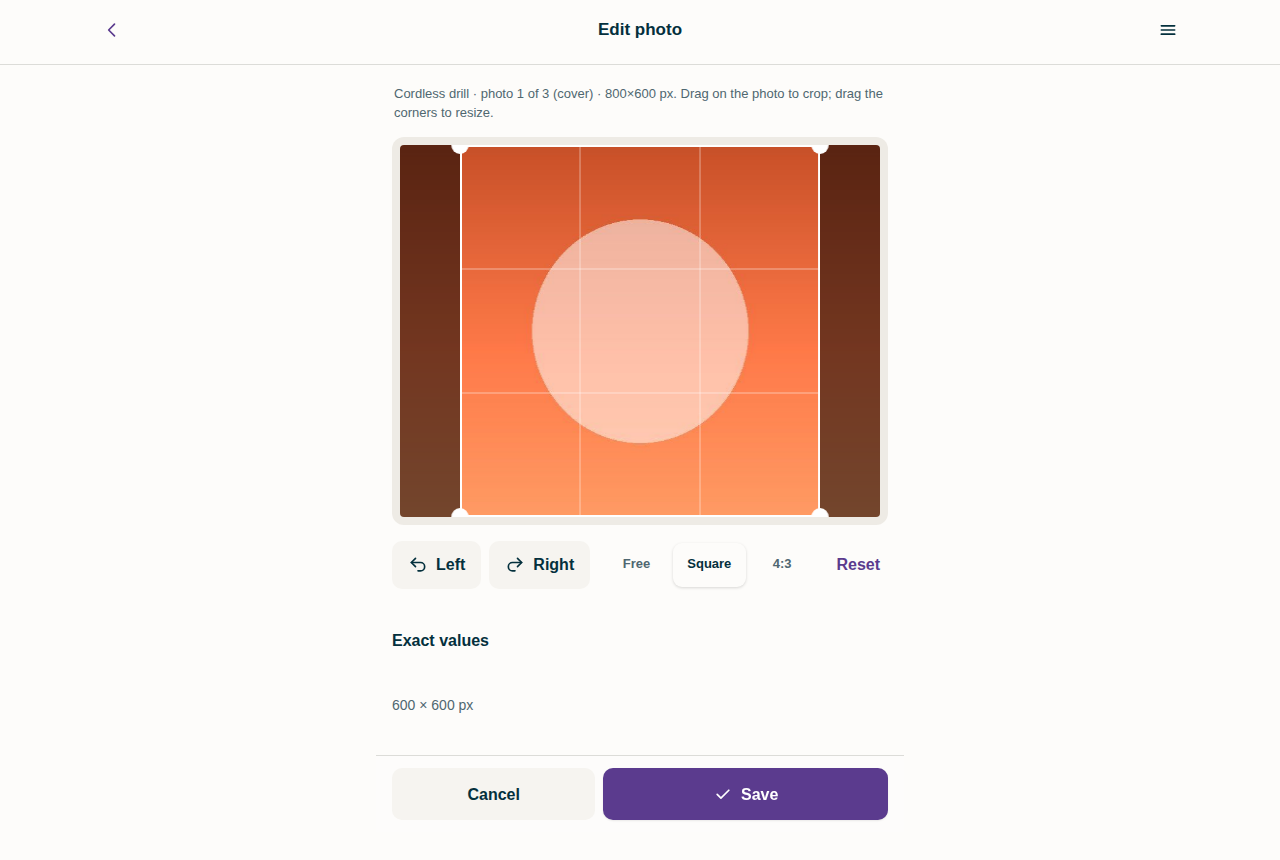 Edit photo
Cordless drill · photo 1 of 3 (cover) · 800×600 px. Drag on the photo to crop; drag the
corners to resize.
Left
Right
Free
Square
4:3
Reset
Exact values
600 × 600 px
Cancel
Save